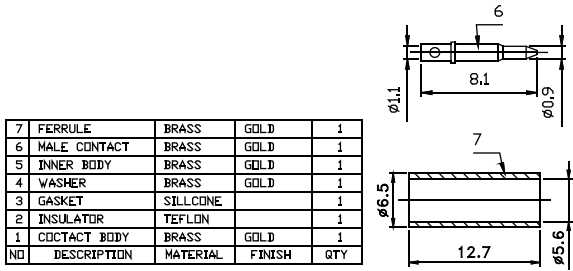 6
8.1
ø1.1
ø0.9
7 FERRULE BRASS GOLD 1
6 MALE CONTACT BRASS GOLD 1
5 INNER BODY BRASS GOLD 1
4 WASHER BRASS GOLD 1
3 GASKET SILLCONE 1
2 INSULATOR TEFLON 1
1 COCTACT BODY BRASS GOLD 1
NO DESCRIPTION MATERIAL FINISH QTY
7
ø6.5
12.7
ø5.6